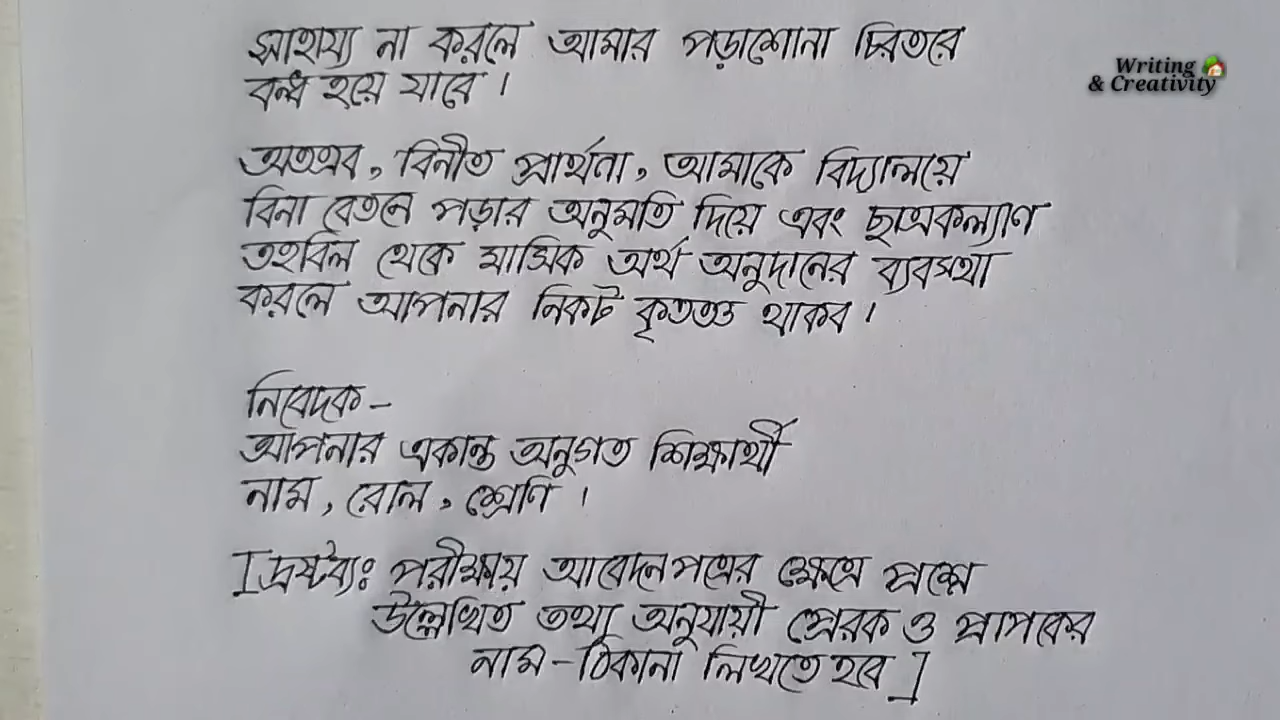 সাহায্য না করলে আমার পড়াশোনা চিরতরে
বন্ধ হয়ে যাবে ।
Writing
& Creativity
অতএব, বিনীত প্রার্থনা, আমাকে বিদ্যালয়ে
বিনা বেতনে পড়ার অনুমতি দিয়ে এবং ছাত্রকল্যাণ
তহবিল থেকে মাসিক অর্থ অনুদানের ব্যবস্থা
করলে আপনার নিকট কৃতজ্ঞ থাকব ।
নিবেদক-
আপনার একান্ত অনুগত শিক্ষার্থী
নাম, রোল, শ্রেণি ।
[দ্রষ্টব্যঃ পরীক্ষায় আবেদনপত্রের ক্ষেত্রে প্রশ্নে
উল্লেখিত তথ্য অনুযায়ী প্রেরক ও প্রাপকের
নাম-ঠিকানা লিখতে হবে]